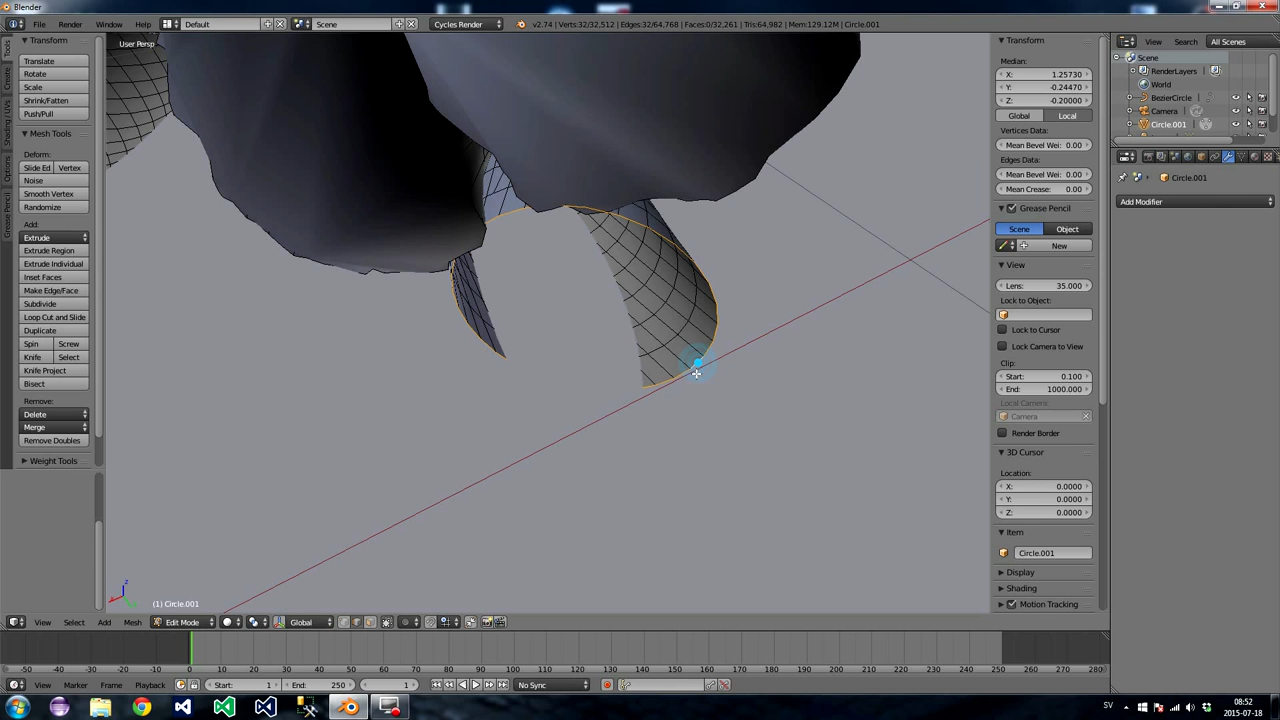 Blender
File Render Window Help Default Scene Cycles Render v2.74 | Verts:32/32,512 | Edges:32/64,768 | Faces:0/32,261 | Tris:64,982 | Mem:129.12M | Circle.001
User Persp
Tools
Create
Shading / UVs
Options
Grease Pencil
Transform
Translate
Rotate
Scale
Shrink/Fatten
Push/Pull
Mesh Tools
Deform:
Slide Ed Vertex
Noise
Smooth Vertex
Randomize
Add:
Extrude
Extrude Region
Extrude Individual
Inset Faces
Make Edge/Face
Subdivide
Loop Cut and Slide
Duplicate
Spin Screw
Knife Select
Knife Project
Bisect
Remove:
Delete
Merge
Remove Doubles
Weight Tools
(1) Circle.001
Transform
Median:
X: 1.25730
Y: -0.24470
Z: -0.20000
Global Local
Vertices Data:
Mean Bevel Wei: 0.00
Edges Data:
Mean Bevel Wei: 0.00
Mean Crease: 0.00
Grease Pencil
Scene Object
New
View
Lens: 35.000
Lock to Object:
Lock to Cursor
Lock Camera to View
Clip:
Start: 0.100
End: 1000.000
Local Camera:
Camera
Render Border
3D Cursor
Location:
X: 0.0000
Y: 0.0000
Z: 0.0000
Item
Circle.001
Display
Shading
Motion Tracking
View Search All Scenes
Scene
RenderLayers
World
BezierCircle
Camera
Circle.001
Circle.001
Add Modifier
View Select Add Mesh Edit Mode Global
-50 -40 -30 -20 -10 0 10 20 30 40 50 60 70 80 90 100 110 120 130 140 150 160 170 180 190 200 210 220 230 240 250 260 270 280
View Marker Frame Playback Start: 1 End: 250 1 No Sync
SV 08:52
2015-07-18